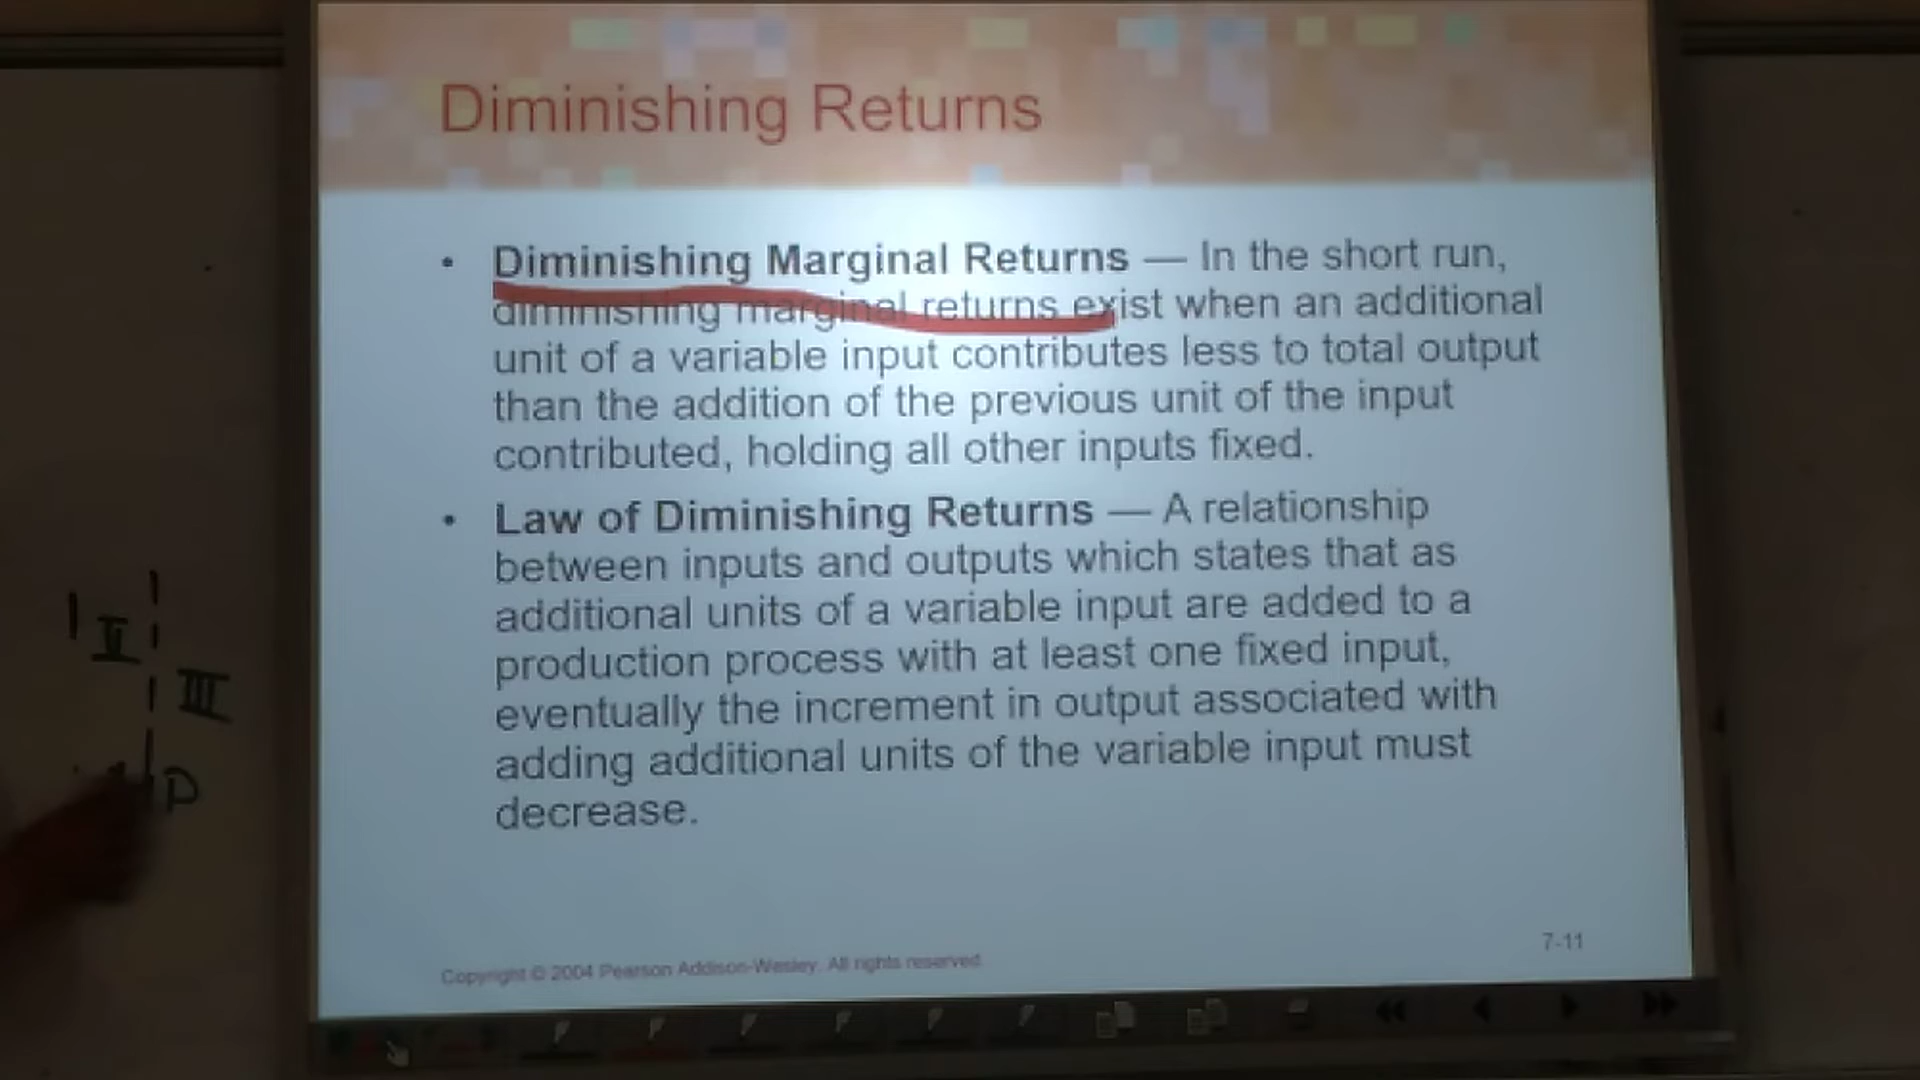 Diminishing Returns
• Diminishing Marginal Returns — In the short run,
diminishing marginal returns exist when an additional
unit of a variable input contributes less to total output
than the addition of the previous unit of the input
contributed, holding all other inputs fixed.
• Law of Diminishing Returns — A relationship
between inputs and outputs which states that as
additional units of a variable input are added to a
production process with at least one fixed input,
eventually the increment in output associated with
adding additional units of the variable input must
decrease.
7-11
Copyright © 2004 Pearson Addison-Wesley. All rights reserved.
II
III
P